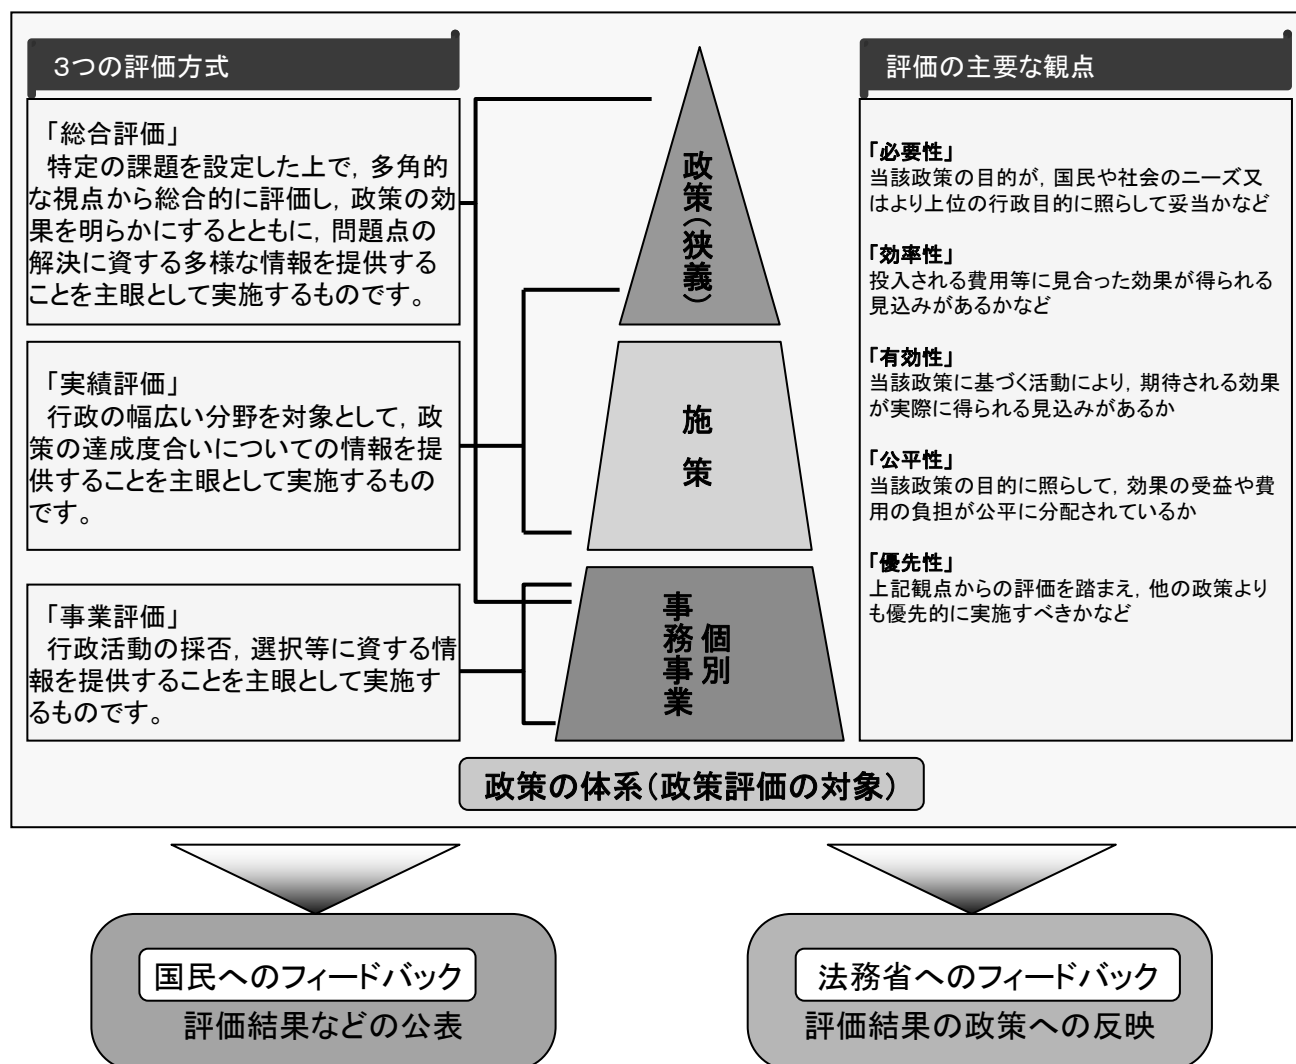 3つの評価方式
「総合評価」
特定の課題を設定した上で，多角的
な視点から総合的に評価し，政策の効
果を明らかにするとともに，問題点の
解決に資する多様な情報を提供する
ことを主眼として実施するものです。
「実績評価」
行政の幅広い分野を対象として，政
策の達成度合いについての情報を提
供することを主眼として実施するもの
です。
「事業評価」
行政活動の採否，選択等に資する情
報を提供することを主眼として実施す
るものです。
政策（狭義）
施策
個別
事務事業
政策の体系（政策評価の対象）
評価の主要な観点
「必要性」
当該政策の目的が，国民や社会のニーズ又
はより上位の行政目的に照らして妥当かなど
「効率性」
投入される費用等に見合った効果が得られる
見込みがあるかなど
「有効性」
当該政策に基づく活動により，期待される効果
が実際に得られる見込みがあるか
「公平性」
当該政策の目的に照らして，効果の受益や費
用の負担が公平に分配されているか
「優先性」
上記観点からの評価を踏まえ，他の政策より
も優先的に実施すべきかなど
国民へのフィードバック
評価結果などの公表
法務省へのフィードバック
評価結果の政策への反映